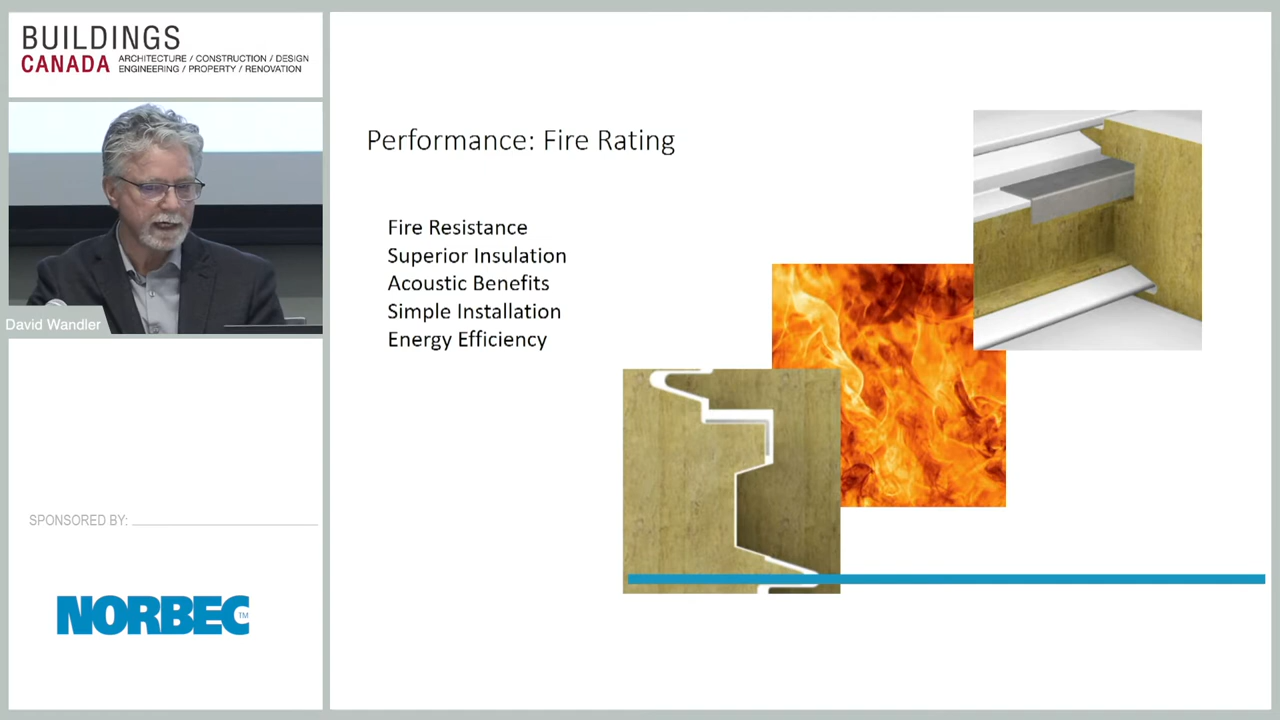 BUILDINGS
CANADA
ARCHITECTURE / CONSTRUCTION / DESIGN
ENGINEERING / PROPERTY / RENOVATION
David Wandler
SPONSORED BY:
NORBEC™
Performance: Fire Rating
Fire Resistance
Superior Insulation
Acoustic Benefits
Simple Installation
Energy Efficiency